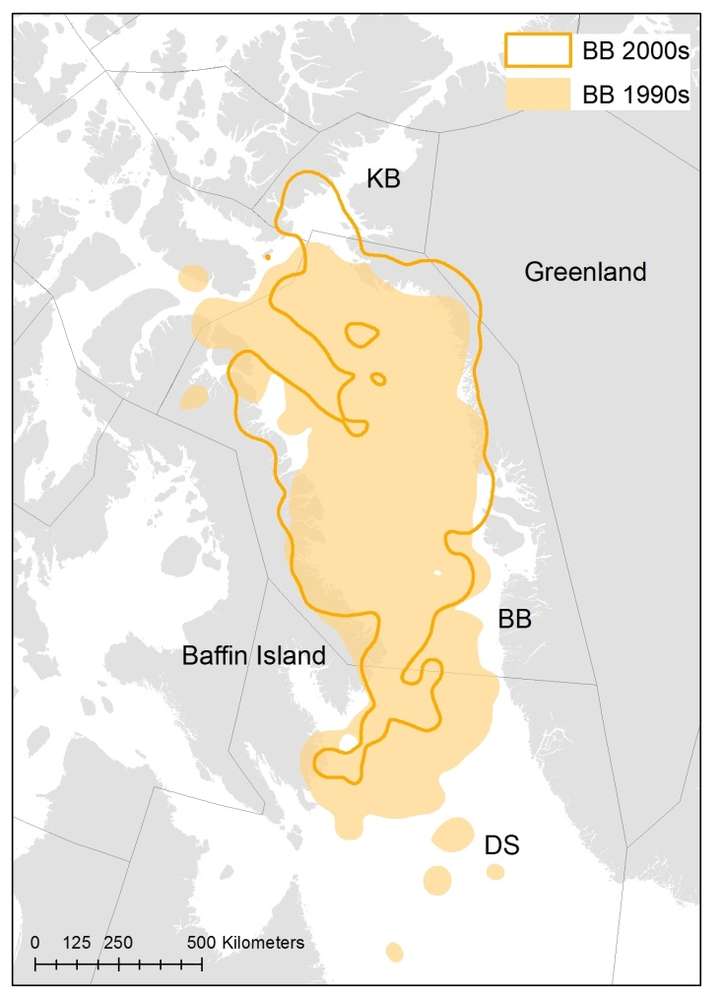 BB 2000s
BB 1990s
KB
Greenland
BB
Baffin Island
DS
0 125 250 500 Kilometers